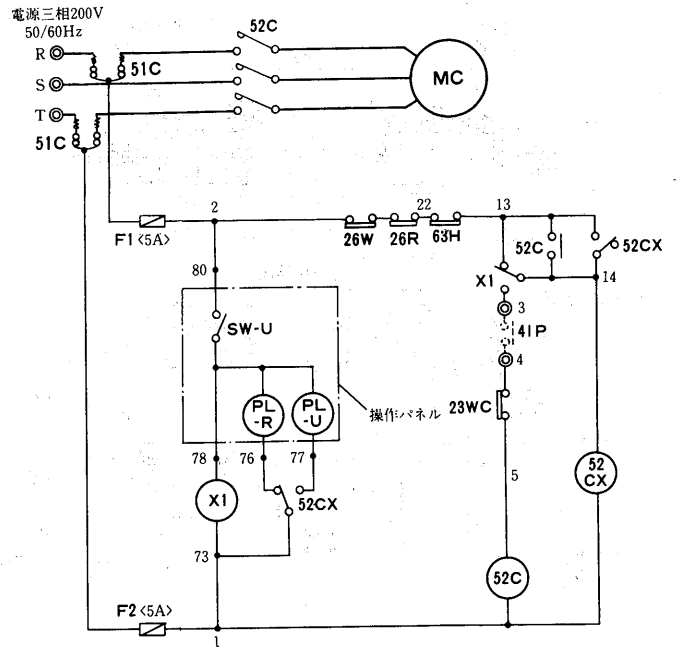 電源三相200V
50/60Hz
R
S
T
51C
51C
52C
MC
F1<5A>
2
26W
26R
22
63H
13
52C
52CX
X1
14
80
SW-U
3
41P
4
PL
-R
PL
-U
操作パネル
23WC
78
76
77
X1
52CX
5
52
CX
73
52C
F2<5A>
1